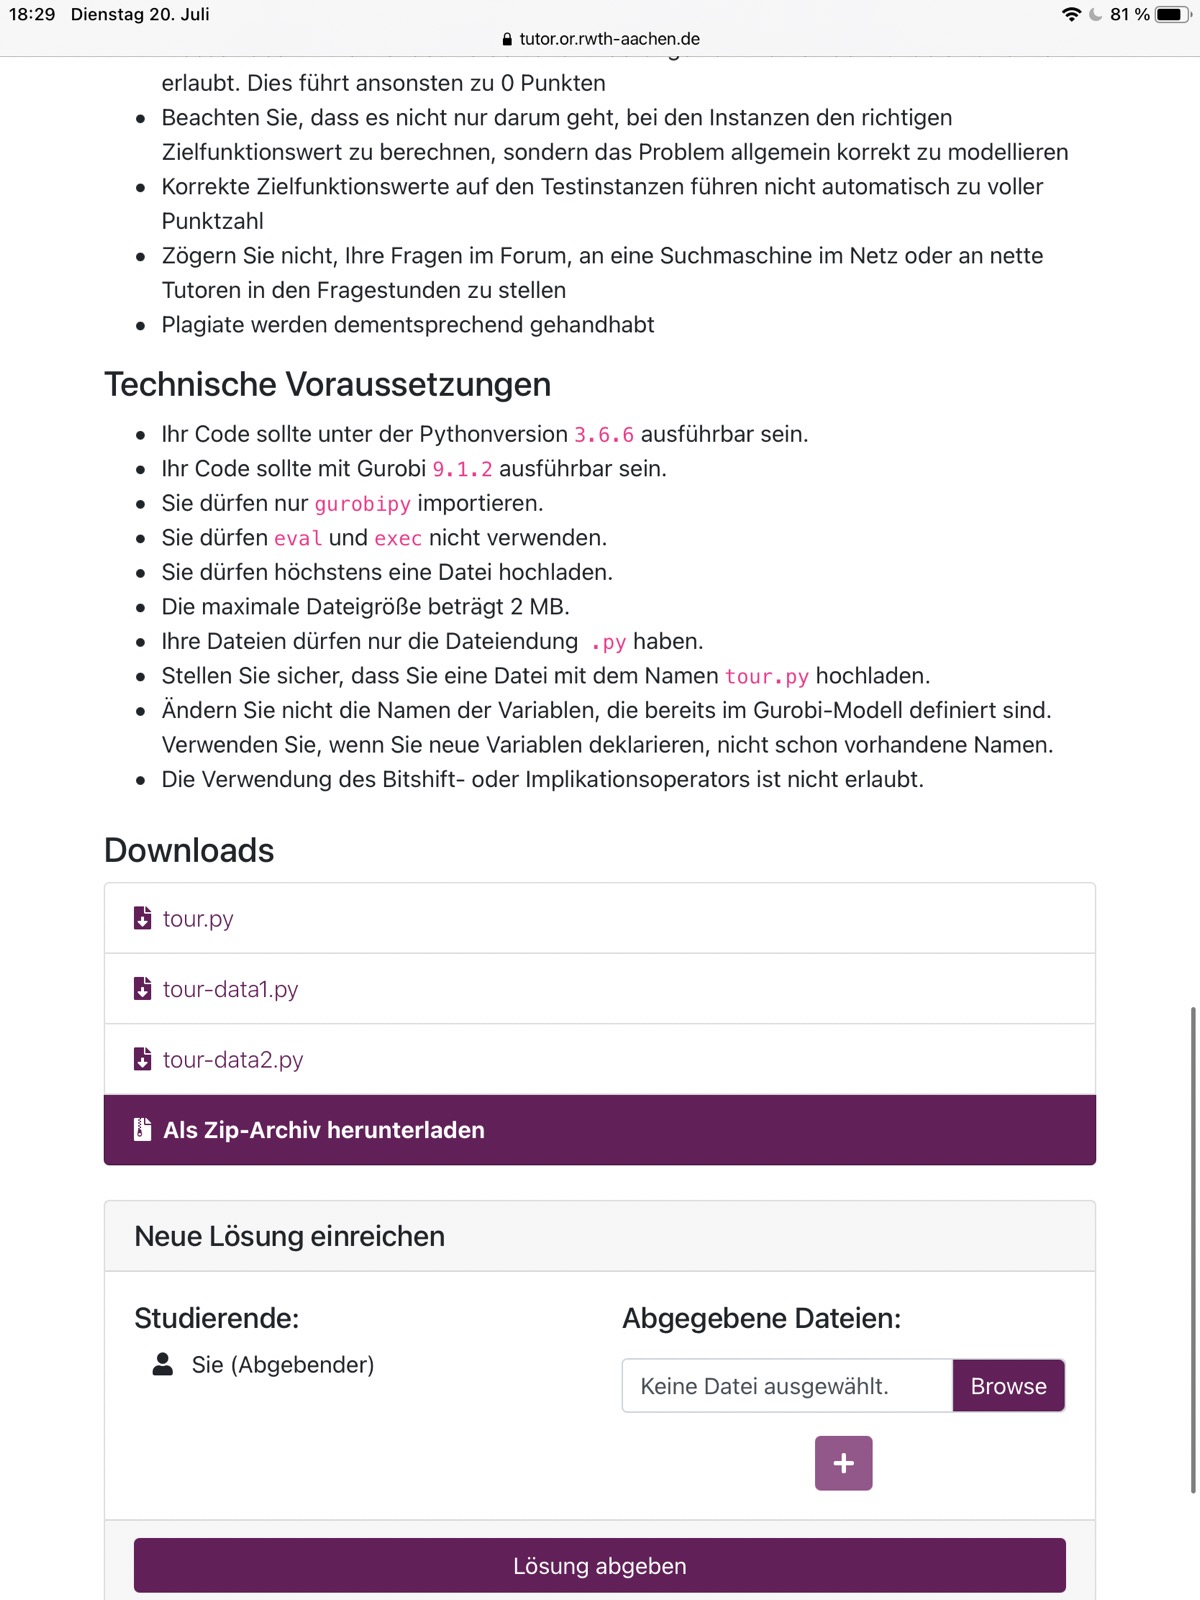 18:29 Dienstag 20. Juli
81 %
tutor.or.rwth-aachen.de
erlaubt. Dies führt ansonsten zu 0 Punkten
• Beachten Sie, dass es nicht nur darum geht, bei den Instanzen den richtigen
Zielfunktionswert zu berechnen, sondern das Problem allgemein korrekt zu modellieren
• Korrekte Zielfunktionswerte auf den Testinstanzen führen nicht automatisch zu voller
Punktzahl
• Zögern Sie nicht, Ihre Fragen im Forum, an eine Suchmaschine im Netz oder an nette
Tutoren in den Fragestunden zu stellen
• Plagiate werden dementsprechend gehandhabt
Technische Voraussetzungen
• Ihr Code sollte unter der Pythonversion 3.6.6 ausführbar sein.
• Ihr Code sollte mit Gurobi 9.1.2 ausführbar sein.
• Sie dürfen nur gurobipy importieren.
• Sie dürfen eval und exec nicht verwenden.
• Sie dürfen höchstens eine Datei hochladen.
• Die maximale Dateigröße beträgt 2 MB.
• Ihre Dateien dürfen nur die Dateiendung .py haben.
• Stellen Sie sicher, dass Sie eine Datei mit dem Namen tour.py hochladen.
• Ändern Sie nicht die Namen der Variablen, die bereits im Gurobi-Modell definiert sind.
Verwenden Sie, wenn Sie neue Variablen deklarieren, nicht schon vorhandene Namen.
• Die Verwendung des Bitshift- oder Implikationsoperators ist nicht erlaubt.
Downloads
tour.py
tour-data1.py
tour-data2.py
Als Zip-Archiv herunterladen
Neue Lösung einreichen
Studierende:
Sie (Abgebender)
Abgegebene Dateien:
Keine Datei ausgewählt.
Browse
+
Lösung abgeben